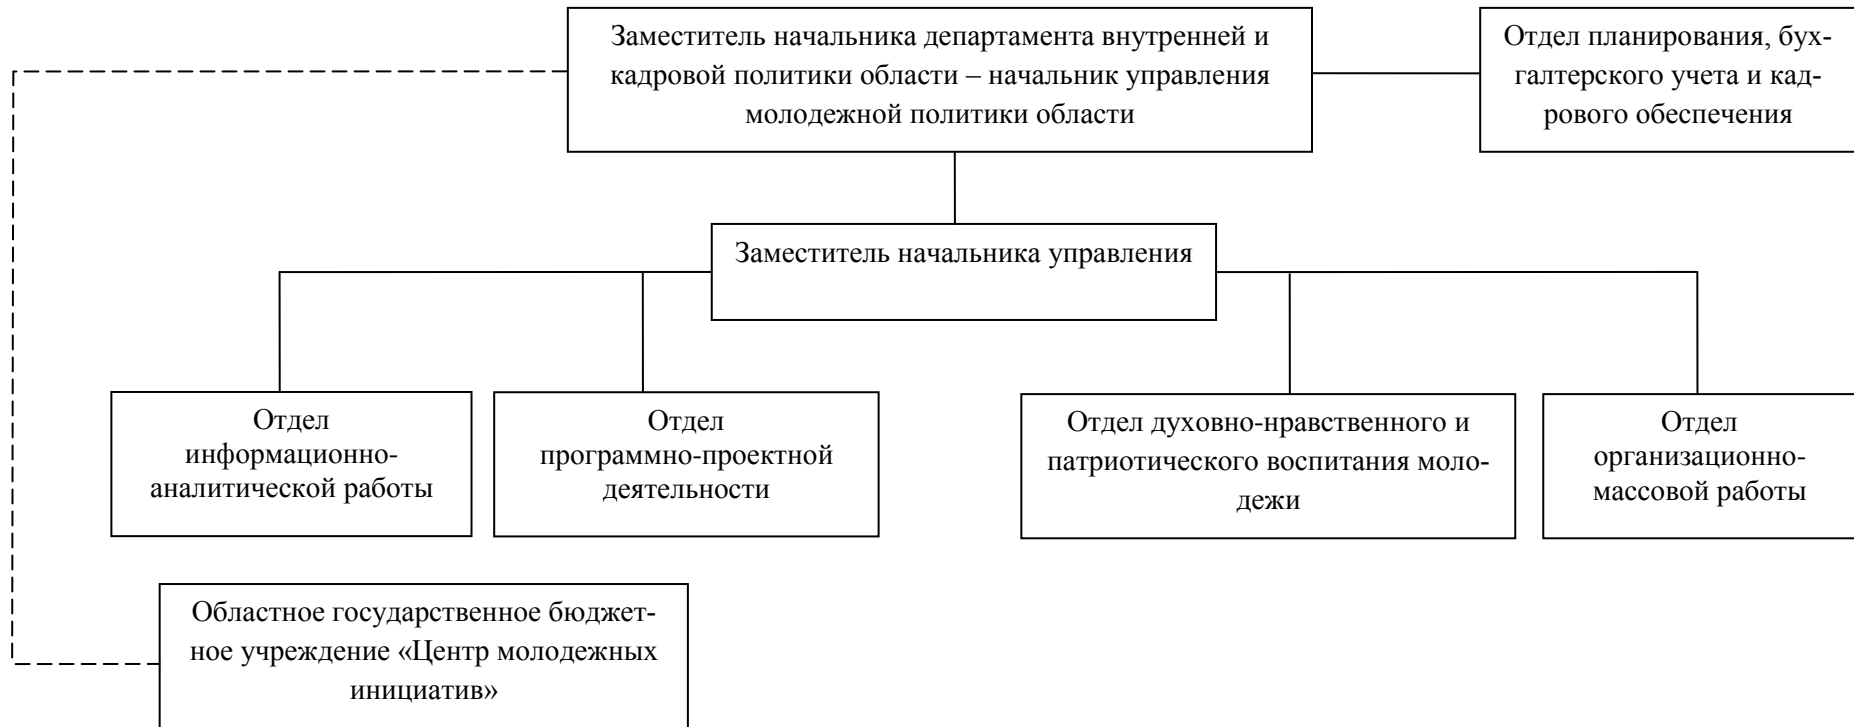 Заместитель начальника департамента внутренней и
кадровой политики области – начальник управления
молодежной политики области
Отдел планирования, бух-
галтерского учета и кад-
рового обеспечения
Заместитель начальника управления
Отдел
информационно-
аналитической работы
Отдел
программно-проектной
деятельности
Отдел духовно-нравственного и
патриотического воспитания моло-
дежи
Отдел
организационно-
массовой работы
Областное государственное бюджет-
ное учреждение «Центр молодежных
инициатив»